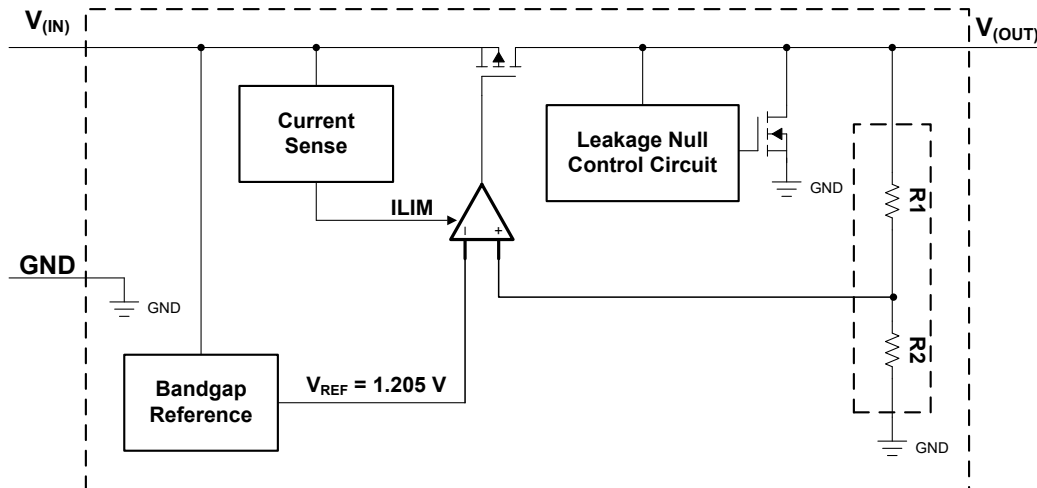 V(IN)
V(OUT)
Current
Sense
Leakage Null
Control Circuit
GND
R1
ILIM
– +
GND
GND
R2
Bandgap
Reference
VREF = 1.205 V
GND